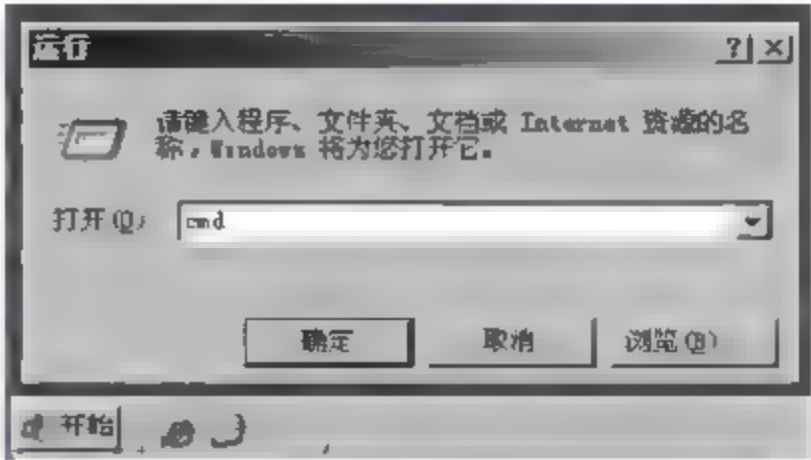 运行
请键入程序、文件夹、文档或 Internet 资源的名
称,Windows 将为您打开它。
打开(O):
cmd
确定
取消
浏览(B)
开始